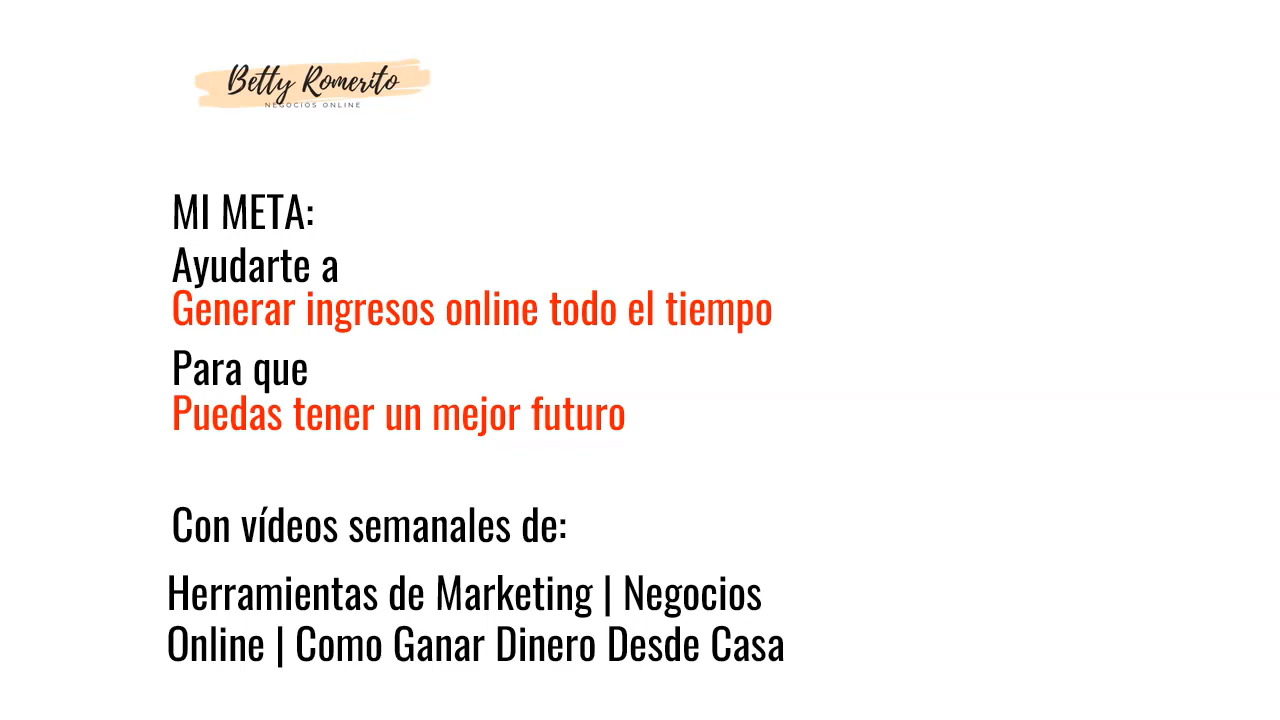 Betty Romerito
NEGOCIOS ONLINE
MI META:
Ayudarte a
Generar ingresos online todo el tiempo
Para que
Puedas tener un mejor futuro
Con vídeos semanales de:
Herramientas de Marketing | Negocios
Online | Como Ganar Dinero Desde Casa